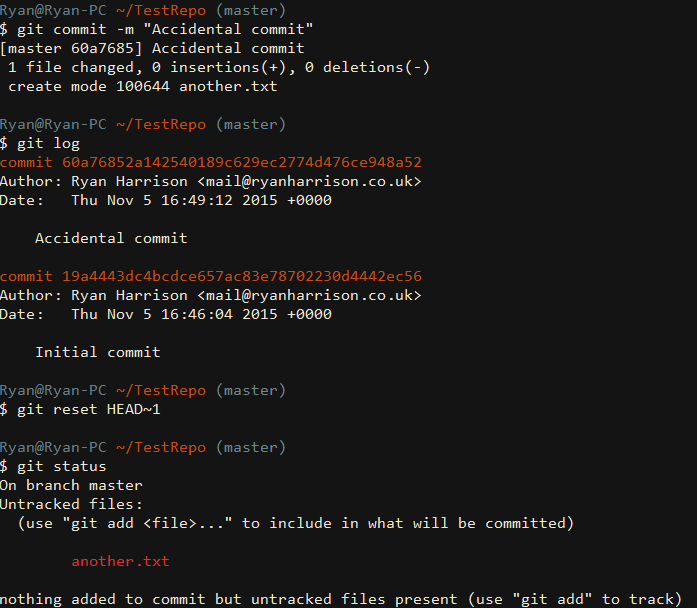 Ryan@Ryan-PC ~/TestRepo (master)
$ git commit -m "Accidental commit"
[master 60a7685] Accidental commit
 1 file changed, 0 insertions(+), 0 deletions(-)
 create mode 100644 another.txt

Ryan@Ryan-PC ~/TestRepo (master)
$ git log
commit 60a76852a142540189c629ec2774d476ce948a52
Author: Ryan Harrison <mail@ryanharrison.co.uk>
Date:   Thu Nov 5 16:49:12 2015 +0000

    Accidental commit

commit 19a4443dc4bcdce657ac83e78702230d4442ec56
Author: Ryan Harrison <mail@ryanharrison.co.uk>
Date:   Thu Nov 5 16:46:04 2015 +0000

    Initial commit

Ryan@Ryan-PC ~/TestRepo (master)
$ git reset HEAD~1

Ryan@Ryan-PC ~/TestRepo (master)
$ git status
On branch master
Untracked files:
  (use "git add <file>..." to include in what will be committed)

        another.txt

nothing added to commit but untracked files present (use "git add" to track)